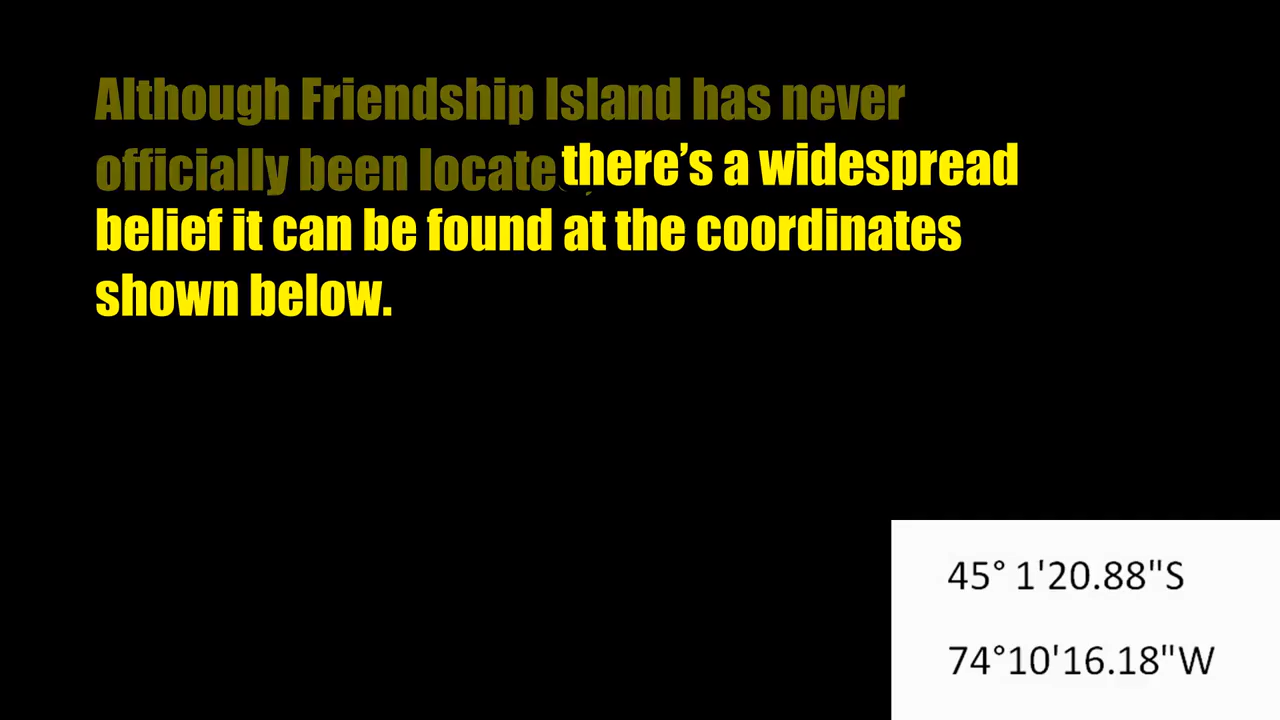 Although Friendship Island has never
officially been locate there's a widespread
belief it can be found at the coordinates
shown below.
45° 1'20.88"S
74°10'16.18"W